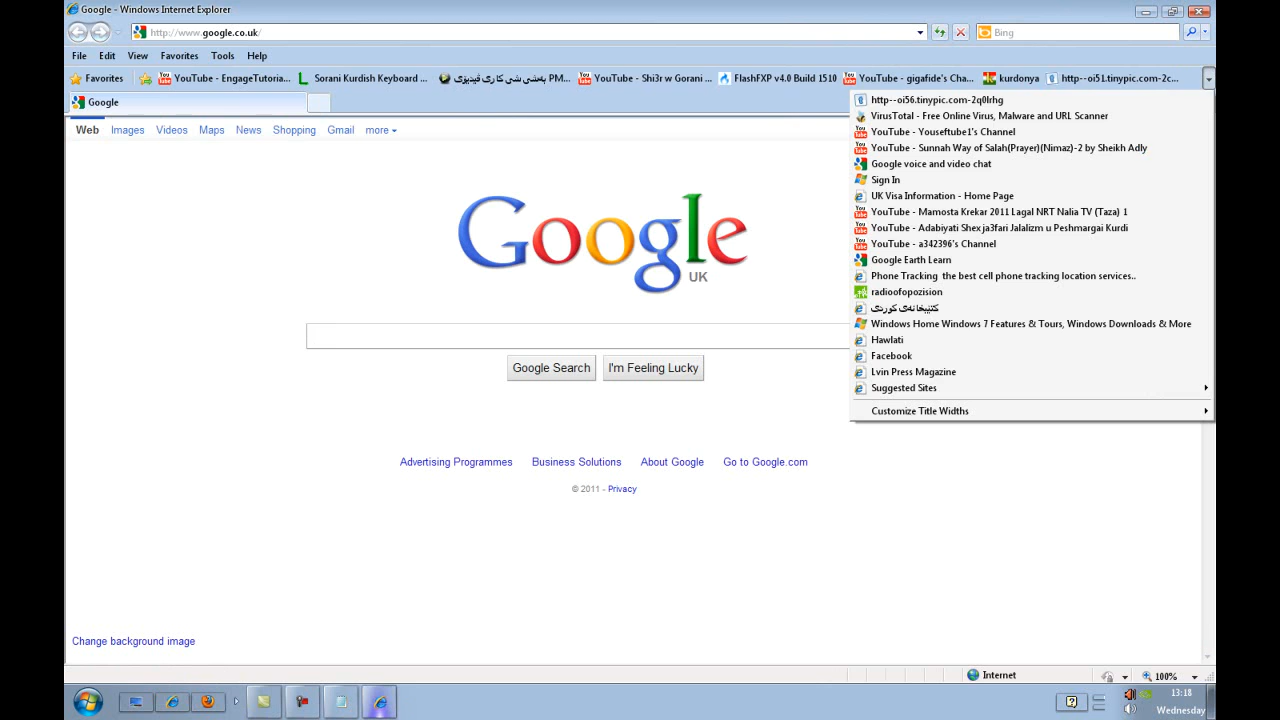 Google - Windows Internet Explorer
http://www.google.co.uk/
Bing
File Edit View Favorites Tools Help
Favorites YouTube - EngageTutoria... Sorani Kurdish Keyboard ... PM... YouTube - Shi3r w Gorani ... FlashFXP v4.0 Build 1510 YouTube - gigafide's Cha... kurdonya http--oi51.tinypic.com-2c...
Google
Web Images Videos Maps News Shopping Gmail more
http--oi56.tinypic.com-2q0lrhg
VirusTotal - Free Online Virus, Malware and URL Scanner
YouTube - Youseftube1's Channel
YouTube - Sunnah Way of Salah(Prayer)(Nimaz)-2 by Sheikh Adly
Google voice and video chat
Sign In
UK Visa Information - Home Page
YouTube - Mamosta Krekar 2011 Lagal NRT Nalia TV (Taza) 1
YouTube - Adabiyati Shex ja3fari Jalalizm u Peshmargai Kurdi
YouTube - a342396's Channel
Google Earth Learn
Phone Tracking the best cell phone tracking location services..
radioofopozision
کتێبخانەی کوردی
Windows Home Windows 7 Features & Tours, Windows Downloads & More
Hawlati
Facebook
Lvin Press Magazine
Suggested Sites
Customize Title Widths
Google
UK
Google Search I'm Feeling Lucky
Advertising Programmes Business Solutions About Google Go to Google.com
© 2011 - Privacy
Change background image
Internet 100%
13:18
Wednesday